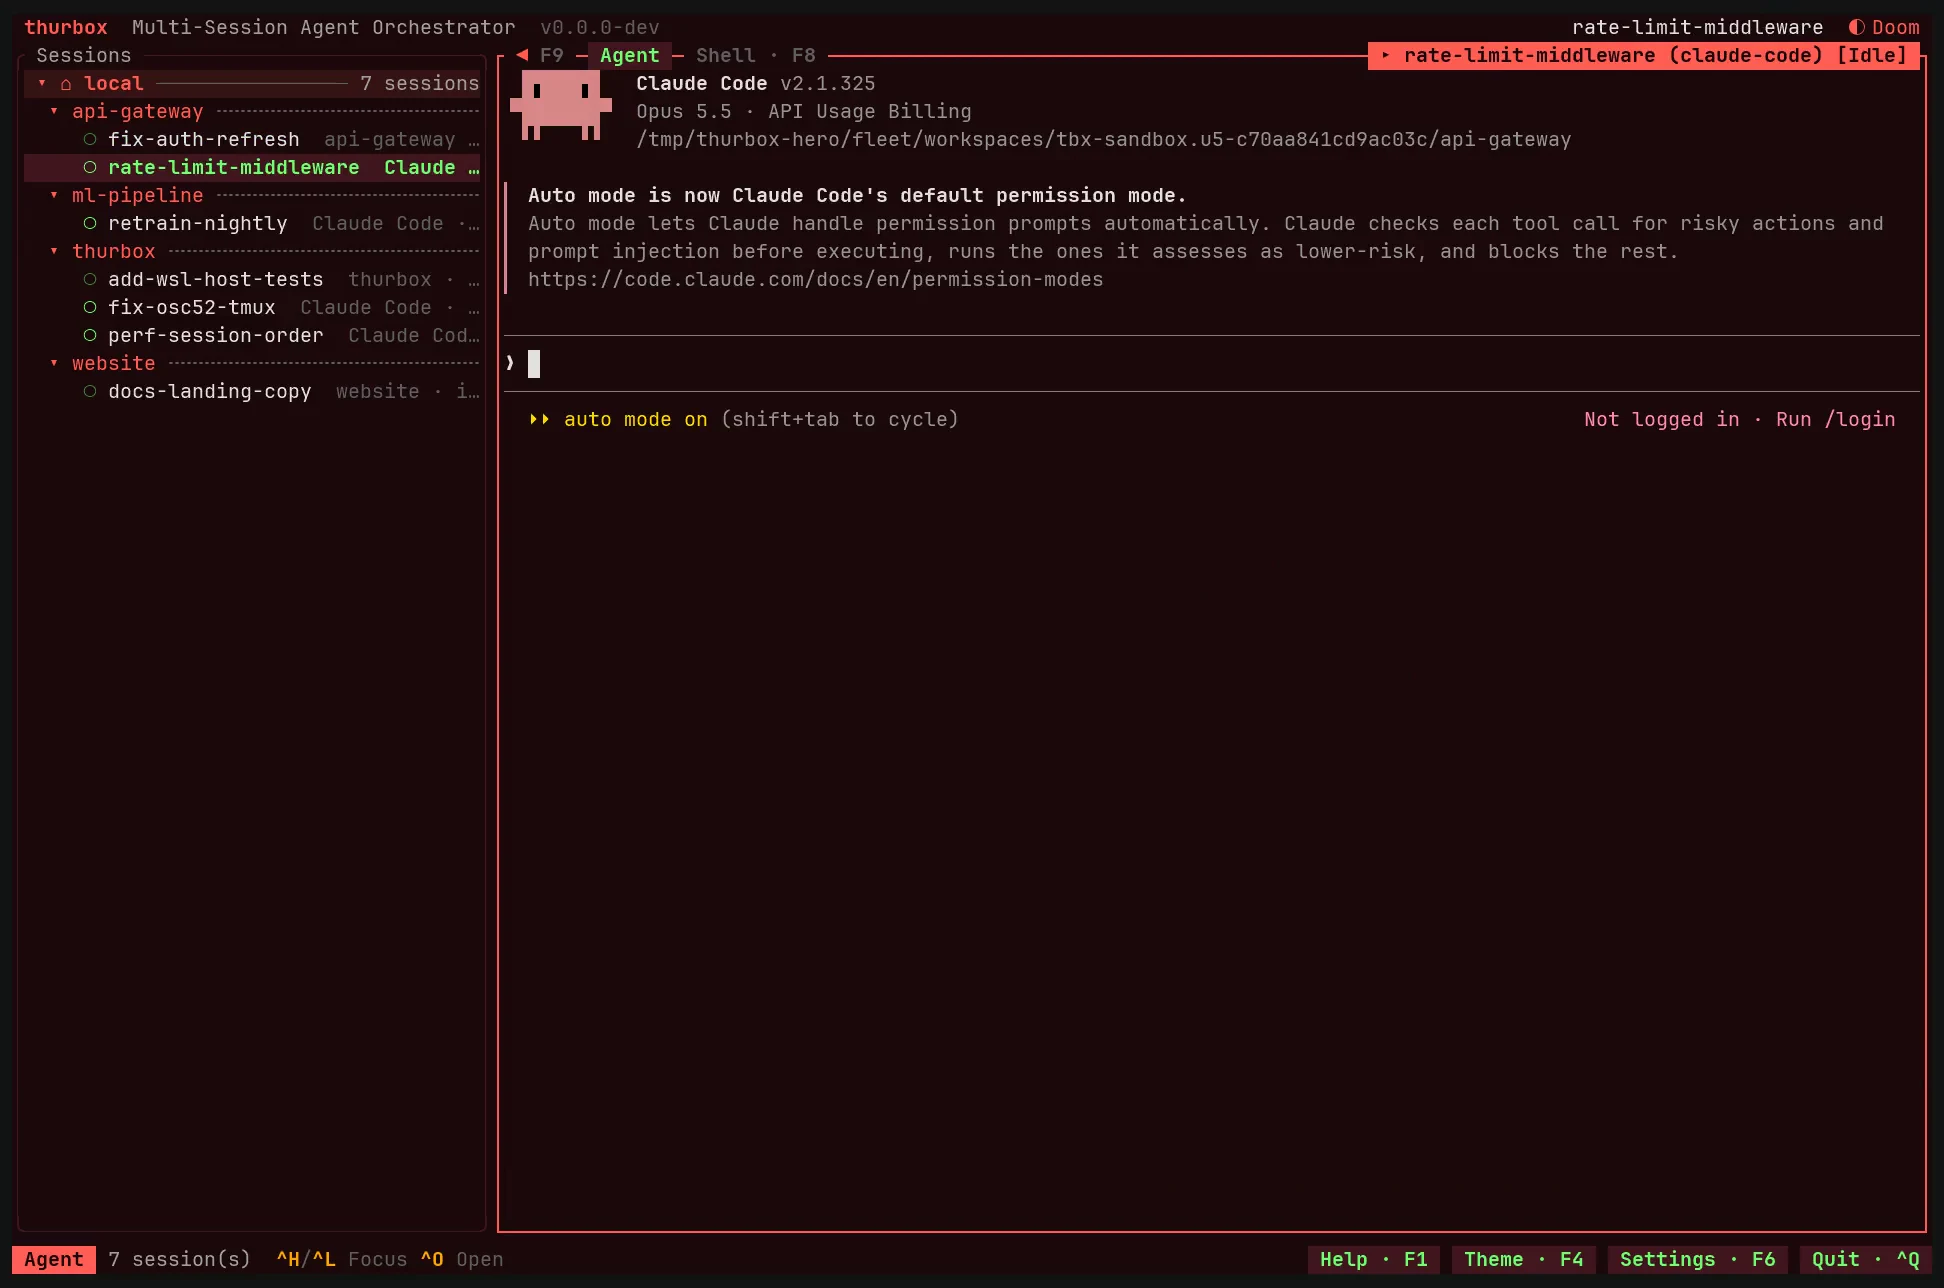 thurbox Multi-Session Agent Orchestrator v0.0.0-dev rate-limit-middleware ◐ Doom
Sessions
▾ ⌂ local 7 sessions
▾ api-gateway
○ fix-auth-refresh api-gateway …
○ rate-limit-middleware Claude …
▾ ml-pipeline
○ retrain-nightly Claude Code ·…
▾ thurbox
○ add-wsl-host-tests thurbox · …
○ fix-osc52-tmux Claude Code · …
○ perf-session-order Claude Cod…
▾ website
○ docs-landing-copy website · i…
◀ F9 Agent Shell · F8 ▸ rate-limit-middleware (claude-code) [Idle]
Claude Code v2.1.325
Opus 5.5 · API Usage Billing
/tmp/thurbox-hero/fleet/workspaces/tbx-sandbox.u5-c70aa841cd9ac03c/api-gateway
Auto mode is now Claude Code's default permission mode.
Auto mode lets Claude handle permission prompts automatically. Claude checks each tool call for risky actions and
prompt injection before executing, runs the ones it assesses as lower-risk, and blocks the rest.
https://code.claude.com/docs/en/permission-modes
❯
⏵⏵ auto mode on (shift+tab to cycle) Not logged in · Run /login
Agent 7 session(s) ^H/^L Focus ^O Open Help · F1 Theme · F4 Settings · F6 Quit · ^Q